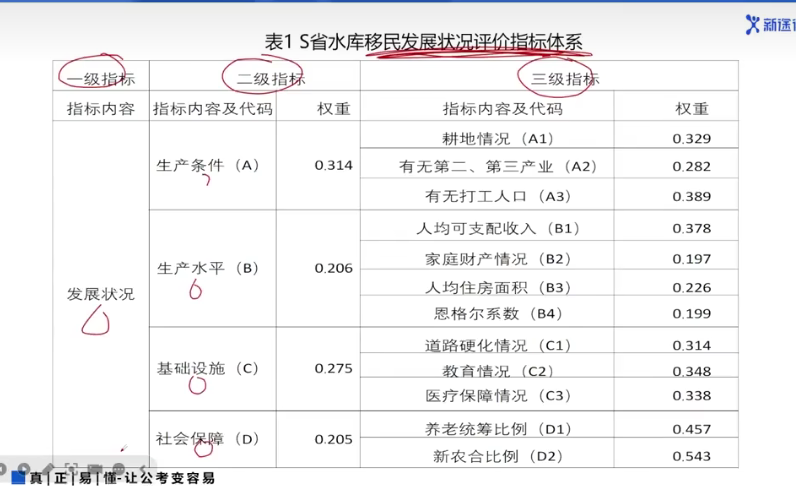 新途
表1 S省水库移民发展状况评价指标体系
一级指标 二级指标 三级指标
指标内容 指标内容及代码 权重 指标内容及代码 权重
发展状况
生产条件（A） 0.314
耕地情况（A1） 0.329
有无第二、第三产业（A2） 0.282
有无打工人口（A3） 0.389
生产水平（B） 0.206
人均可支配收入（B1） 0.378
家庭财产情况（B2） 0.197
人均住房面积（B3） 0.226
恩格尔系数（B4） 0.199
基础设施（C） 0.275
道路硬化情况（C1） 0.314
教育情况（C2） 0.348
医疗保障情况（C3） 0.338
社会保障（D） 0.205
养老统筹比例（D1） 0.457
新农合比例（D2） 0.543
真|正|易|懂-让公考变容易